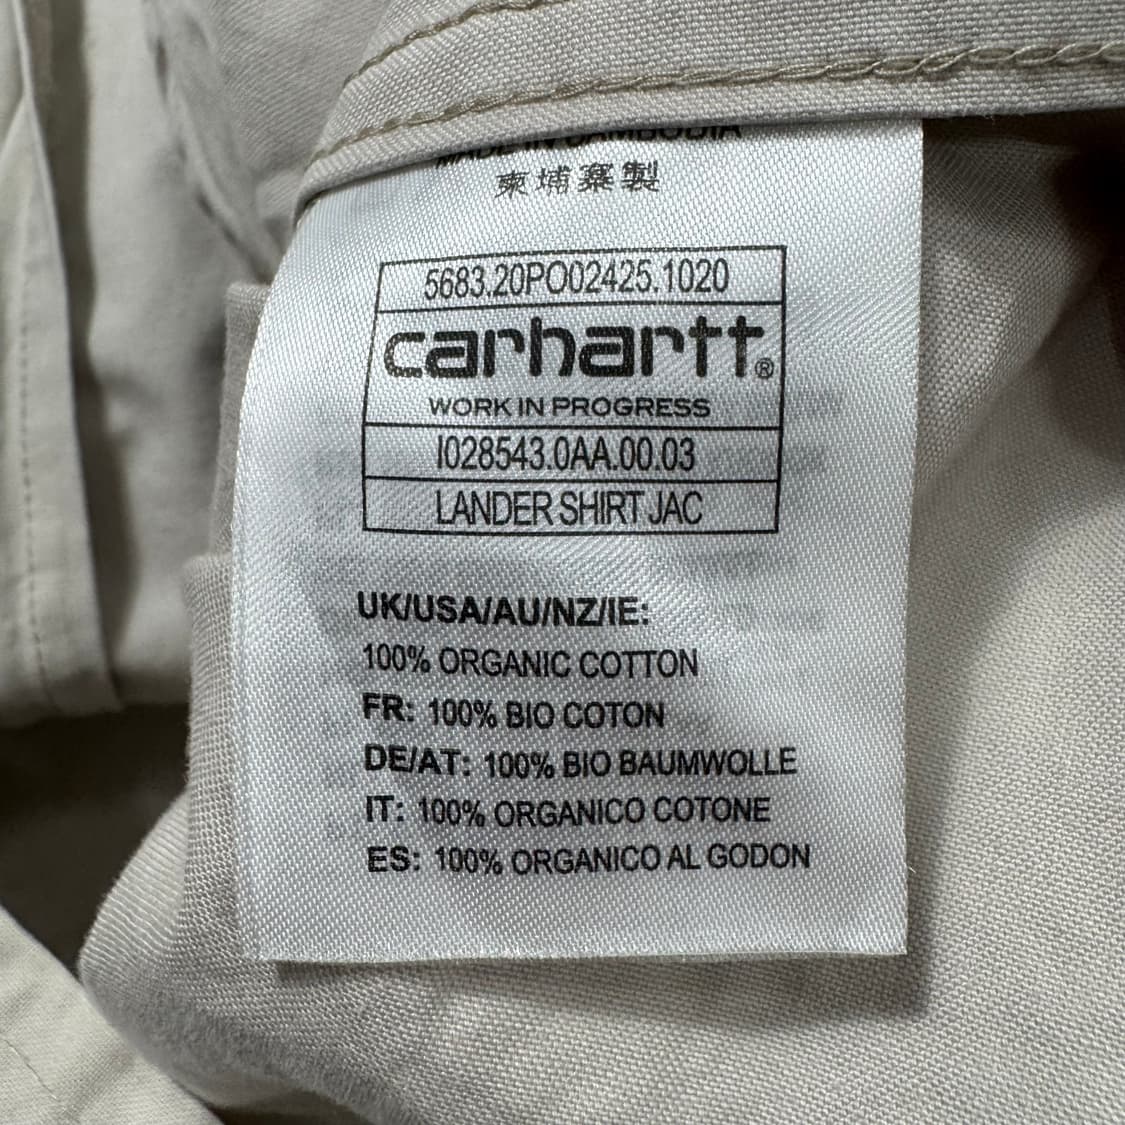 MADE IN CAMBODIA
柬埔寨製
5683.20PO02425.1020
carhartt®
WORK IN PROGRESS
I028543.0AA.00.03
LANDER SHIRT JAC
UK/USA/AU/NZ/IE:
100% ORGANIC COTTON
FR: 100% BIO COTON
DE/AT: 100% BIO BAUMWOLLE
IT: 100% ORGANICO COTONE
ES: 100% ORGANICO AL GODON